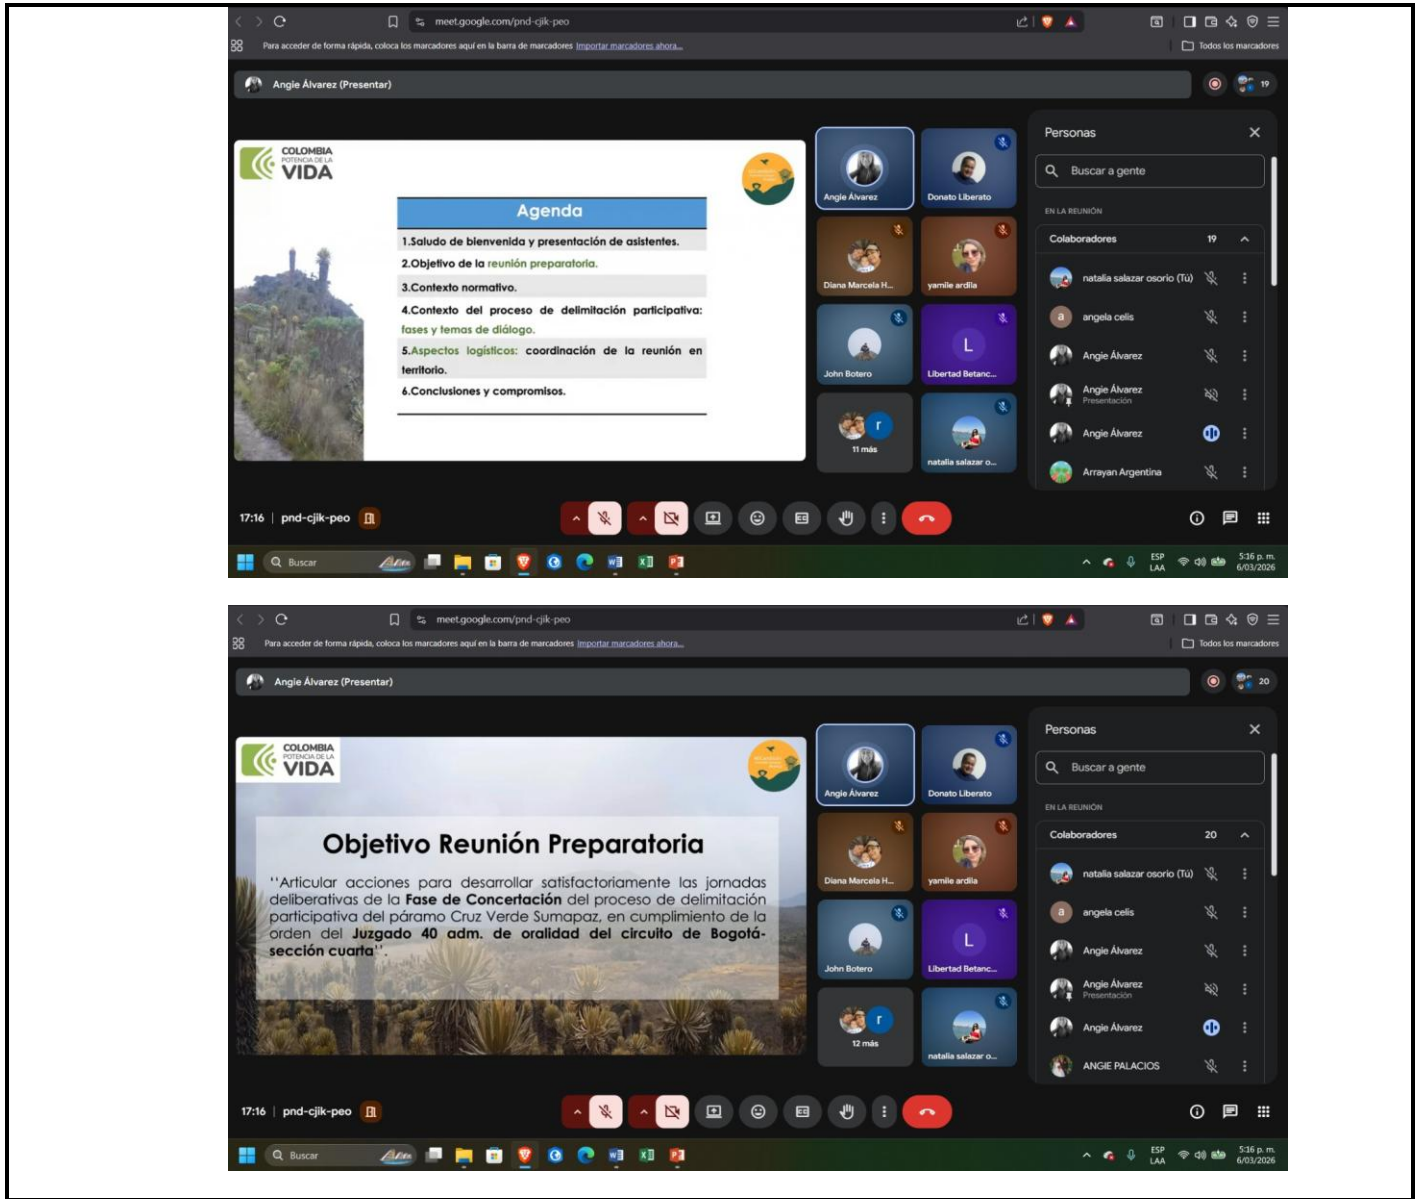 meet.google.com/pnd-cjik-peo
Para acceder de forma rápida, coloca los marcadores aquí en la barra de marcadores Importar marcadores ahora...
Todos los marcadores
Angie Álvarez (Presentar)
19
COLOMBIA
POTENCIA DE LA
VIDA
Agenda
1.Saludo de bienvenida y presentación de asistentes.
2.Objetivo de la reunión preparatoria.
3.Contexto normativo.
4.Contexto del proceso de delimitación participativa:
fases y temas de diálogo.
5.Aspectos logísticos: coordinación de la reunión en
territorio.
6.Conclusiones y compromisos.
Angie Álvarez
Donato Liberato
Diana Marcela H...
yamile ardila
John Botero
L
Libertad Betanc...
r
11 más
natalia salazar o...
Personas
Buscar a gente
EN LA REUNIÓN
Colaboradores 19
natalia salazar osorio (Tú)
a angela celis
Angie Álvarez
Angie Álvarez
Presentación
Angie Álvarez
Arrayan Argentina
17:16 | pnd-cjik-peo
Buscar
ESP
LAA
5:16 p. m.
6/03/2026
meet.google.com/pnd-cjik-peo
Para acceder de forma rápida, coloca los marcadores aquí en la barra de marcadores Importar marcadores ahora...
Todos los marcadores
Angie Álvarez (Presentar)
20
COLOMBIA
POTENCIA DE LA
VIDA
Objetivo Reunión Preparatoria
''Articular acciones para desarrollar satisfactoriamente las jornadas
deliberativas de la Fase de Concertación del proceso de delimitación
participativa del páramo Cruz Verde Sumapaz, en cumplimiento de la
orden del Juzgado 40 adm. de oralidad del circuito de Bogotá-
sección cuarta''.
Angie Álvarez
Donato Liberato
Diana Marcela H...
yamile ardila
John Botero
L
Libertad Betanc...
r
12 más
natalia salazar o...
Personas
Buscar a gente
EN LA REUNIÓN
Colaboradores 20
natalia salazar osorio (Tú)
a angela celis
Angie Álvarez
Angie Álvarez
Presentación
Angie Álvarez
ANGIE PALACIOS
17:16 | pnd-cjik-peo
Buscar
ESP
LAA
5:16 p. m.
6/03/2026